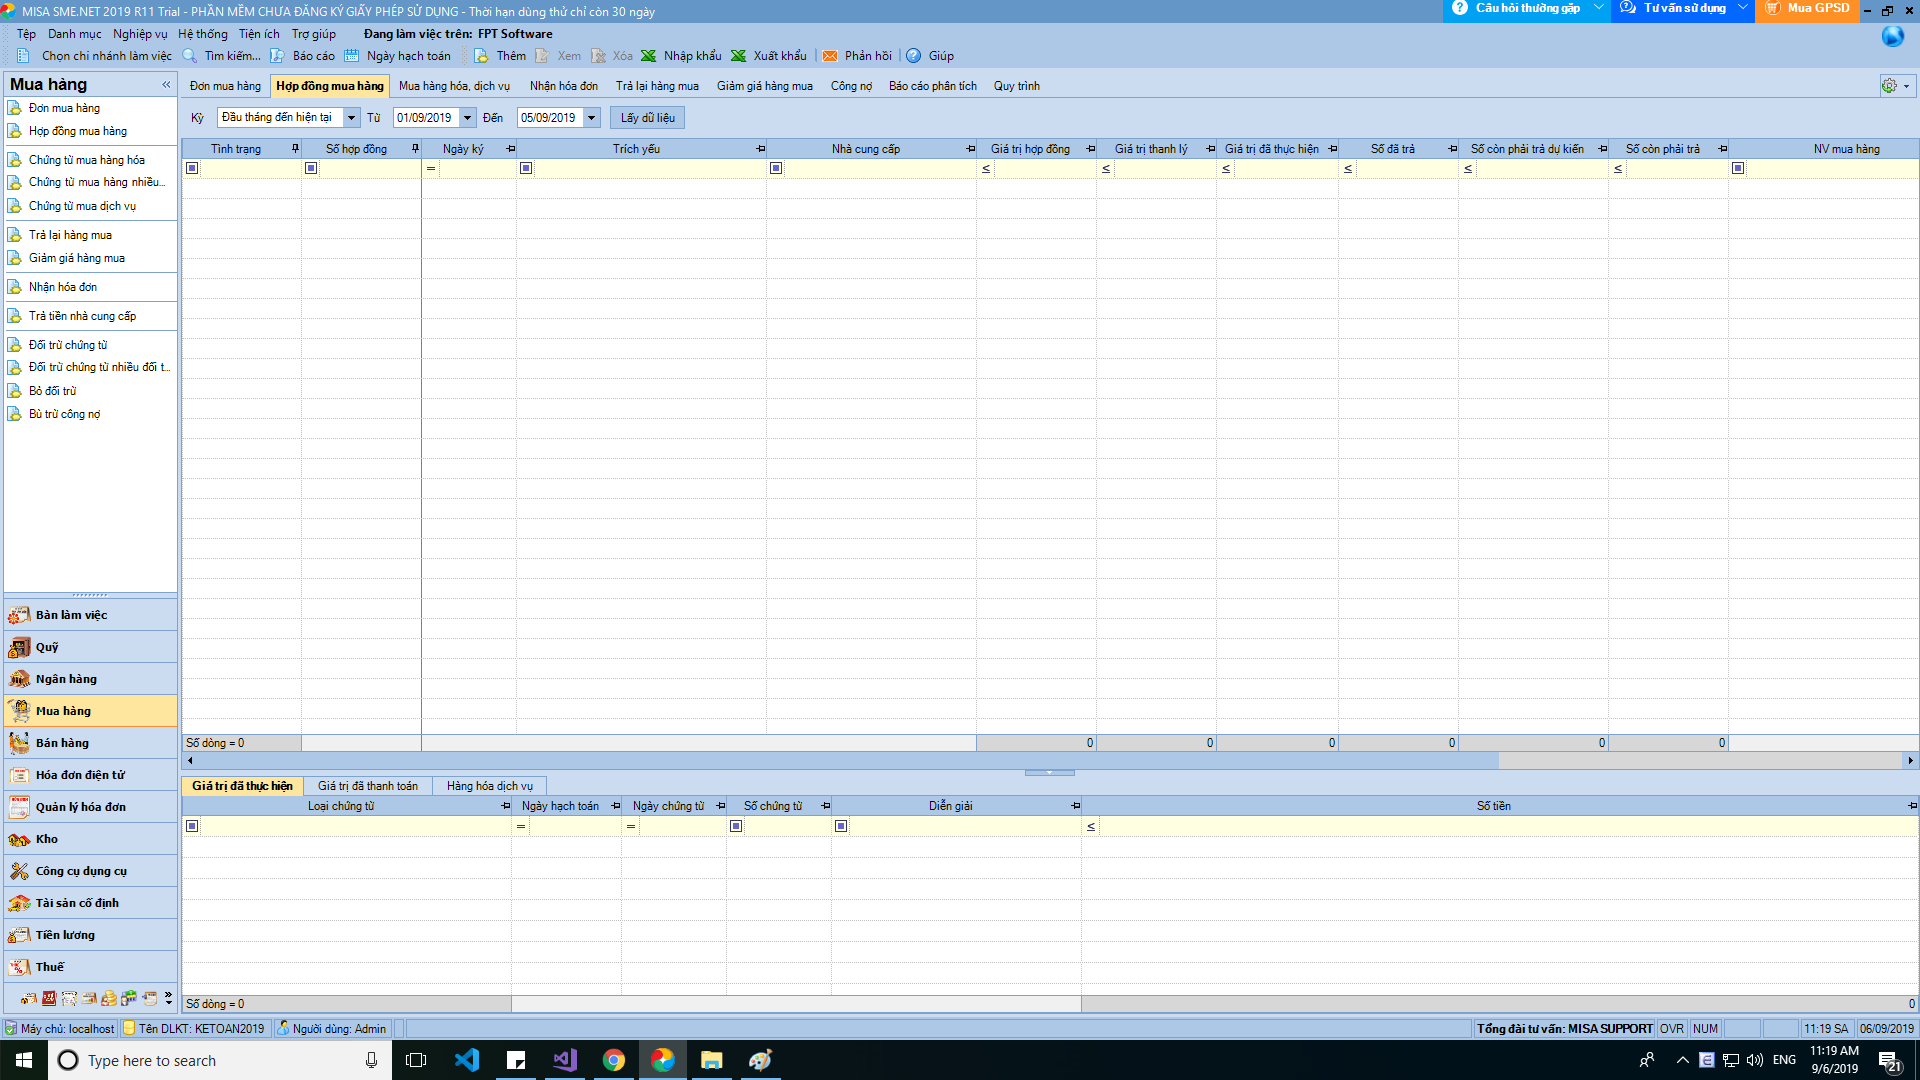 MISA SME.NET 2019 R11 Trial - PHẦN MỀM CHƯA ĐĂNG KÝ GIẤY PHÉP SỬ DỤNG - Thời hạn dùng thử chỉ còn 30 ngày
Câu hỏi thường gặp
Tư vấn sử dụng
Mua GPSD
Tệp Danh mục Nghiệp vụ Hệ thống Tiện ích Trợ giúp Đang làm việc trên: FPT Software
Chọn chi nhánh làm việc Tìm kiếm... Báo cáo Ngày hạch toán Thêm Xem Xóa Nhập khẩu Xuất khẩu Phản hồi Giúp
Mua hàng «
Đơn mua hàng
Hợp đồng mua hàng
Chứng từ mua hàng hóa
Chứng từ mua hàng nhiều...
Chứng từ mua dịch vụ
Trả lại hàng mua
Giảm giá hàng mua
Nhận hóa đơn
Trả tiền nhà cung cấp
Đối trừ chứng từ
Đối trừ chứng từ nhiều đối t...
Bỏ đối trừ
Bù trừ công nợ
Bàn làm việc
Quỹ
Ngân hàng
Mua hàng
Bán hàng
Hóa đơn điện tử
Quản lý hóa đơn
Kho
Công cụ dụng cụ
Tài sản cố định
Tiền lương
Thuế
Đơn mua hàng Hợp đồng mua hàng Mua hàng hóa, dịch vụ Nhận hóa đơn Trả lại hàng mua Giảm giá hàng mua Công nợ Báo cáo phân tích Quy trình
Kỳ Đầu tháng đến hiện tại Từ 01/09/2019 Đến 05/09/2019 Lấy dữ liệu
Tình trạng Số hợp đồng Ngày ký Trích yếu Nhà cung cấp Giá trị hợp đồng Giá trị thanh lý Giá trị đã thực hiện Số đã trả Số còn phải trả dự kiến Số còn phải trả NV mua hàng
= ≤ ≤ ≤ ≤ ≤ ≤
Số dòng = 0 0 0 0 0 0 0
Giá trị đã thực hiện Giá trị đã thanh toán Hàng hóa dịch vụ
Loại chứng từ Ngày hạch toán Ngày chứng từ Số chứng từ Diễn giải Số tiền
= = ≤
Số dòng = 0 0
Máy chủ: localhost Tên DLKT: KETOAN2019 Người dùng: Admin Tổng đài tư vấn: MISA SUPPORT OVR NUM 11:19 SA 06/09/2019
Type here to search
ENG
11:19 AM
9/6/2019
21